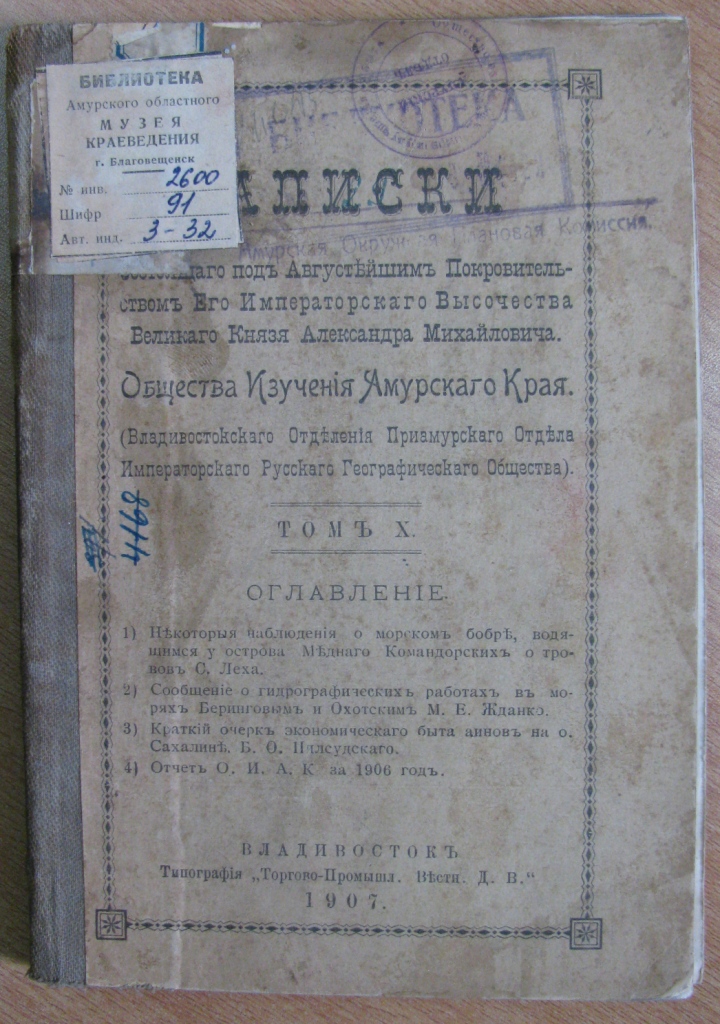 БИБЛИОТЕКА
Амурского областного
МУЗЕЯ
КРАЕВЕДЕНИЯ
г. Благовещенск
№ инв. 2600
Шифр 91
Авт. инд. 3-32
БИБЛИОТЕКА
АПИСКИ
Амурская Окружная Плановая Комиссия.
состоящаго подъ Августѣйшимъ Покровитель-
ствомъ Его Императорскаго Высочества
Великаго Князя Александра Михайловича.
Общества Изученія Амурскаго Края.
(Владивостокскаго Отдѣленія Приамурскаго Отдѣла
Императорскаго Русскаго Географическаго Общества).
4168
ТОМЪ X.
ОГЛАВЛЕНІЕ.
1) Нѣкоторыя наблюденія о морскомъ бобрѣ, водя-
щимся у острова Мѣднаго Командорскихъ о тро-
вовъ С. Леха.
2) Сообщеніе о гидрографическихъ работахъ въ мо-
ряхъ Беринговомъ и Охотскимъ М. Е. Жданко.
3) Краткій очеркъ экономическаго быта аиновъ на о.
Сахалинѣ. Б. О. Пилсудскаго.
4) Отчетъ О. И. А. К за 1906 годъ.
ВЛАДИВОСТОКЪ
Типографія „Торгово-Промышл. Вѣстн. Д. В.“
1907.